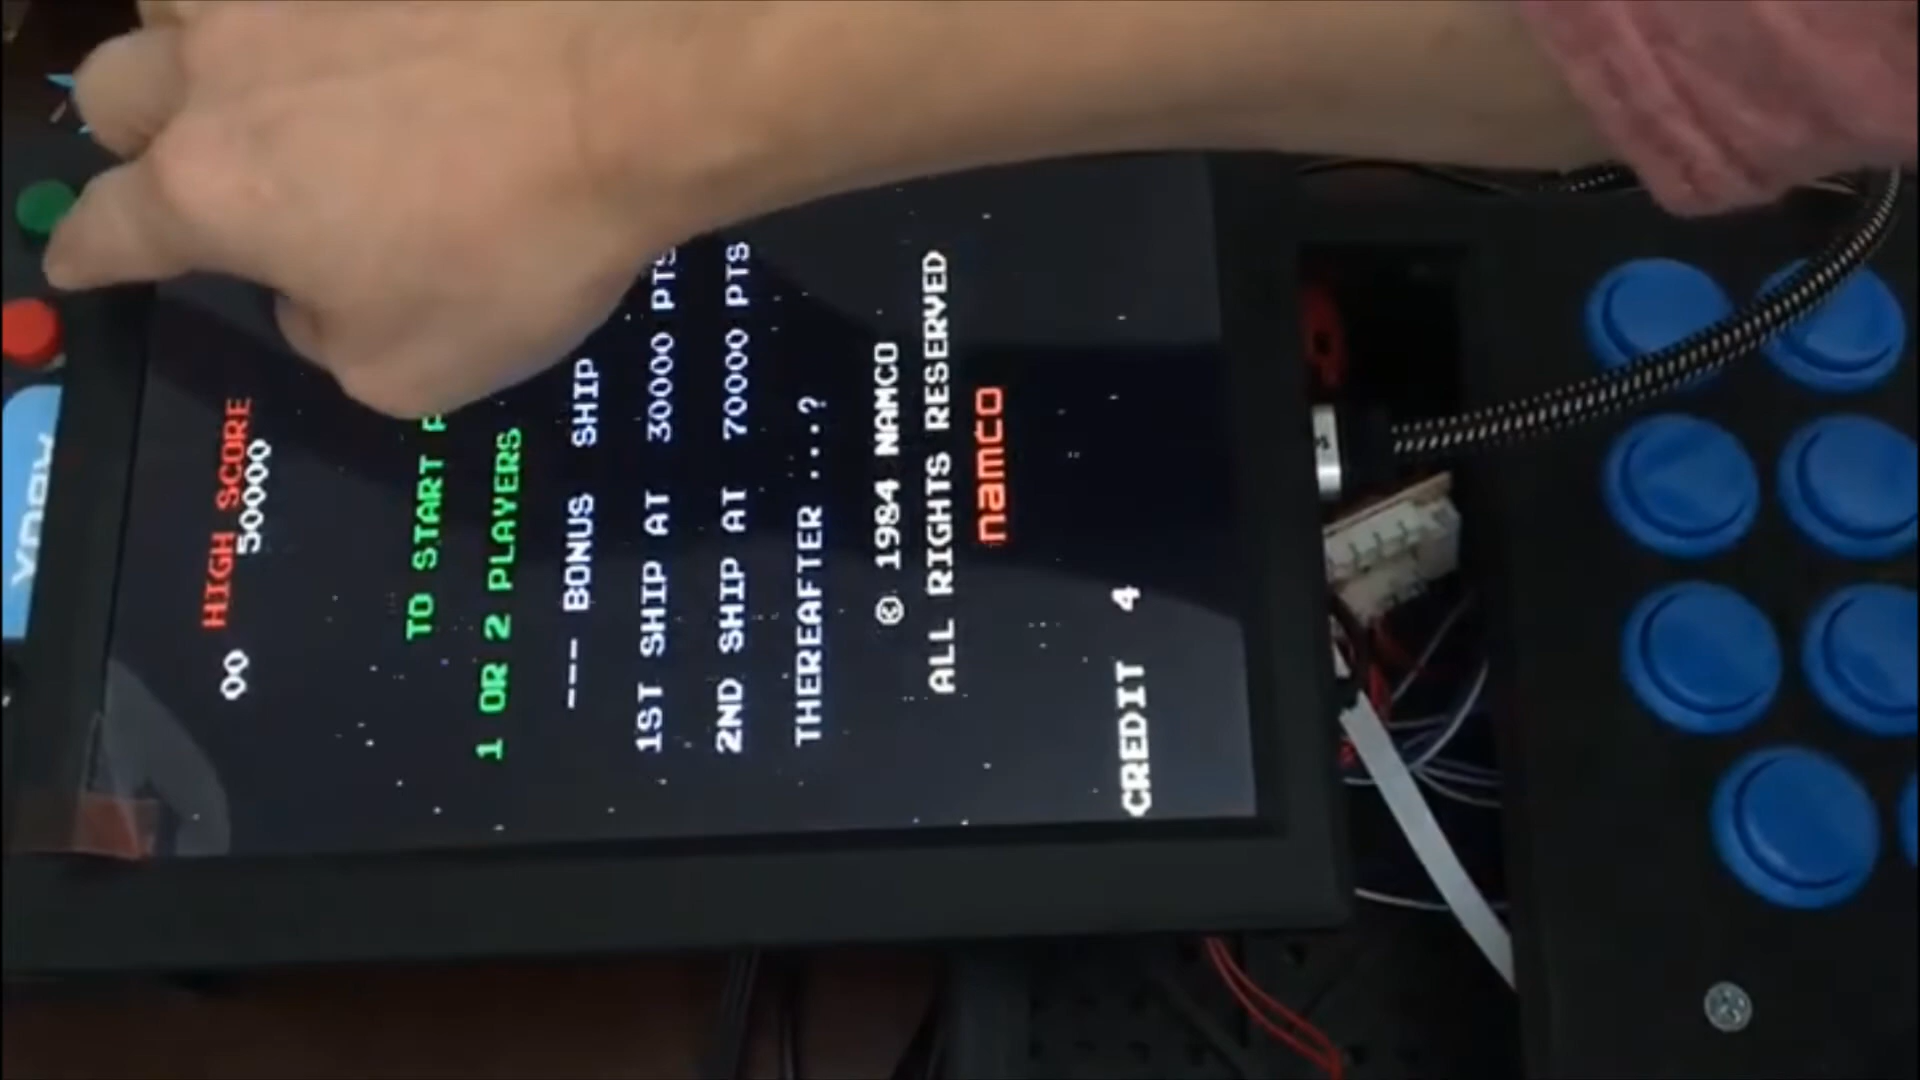 HIGH SCORE
00 50000
TO START
1 OR 2 PLAYERS
--- BONUS SHIP
1ST SHIP AT 30000 PTS
2ND SHIP AT 70000 PTS
THEREAFTER ...?
© 1984 NAMCO
ALL RIGHTS RESERVED
namco
CREDIT 4